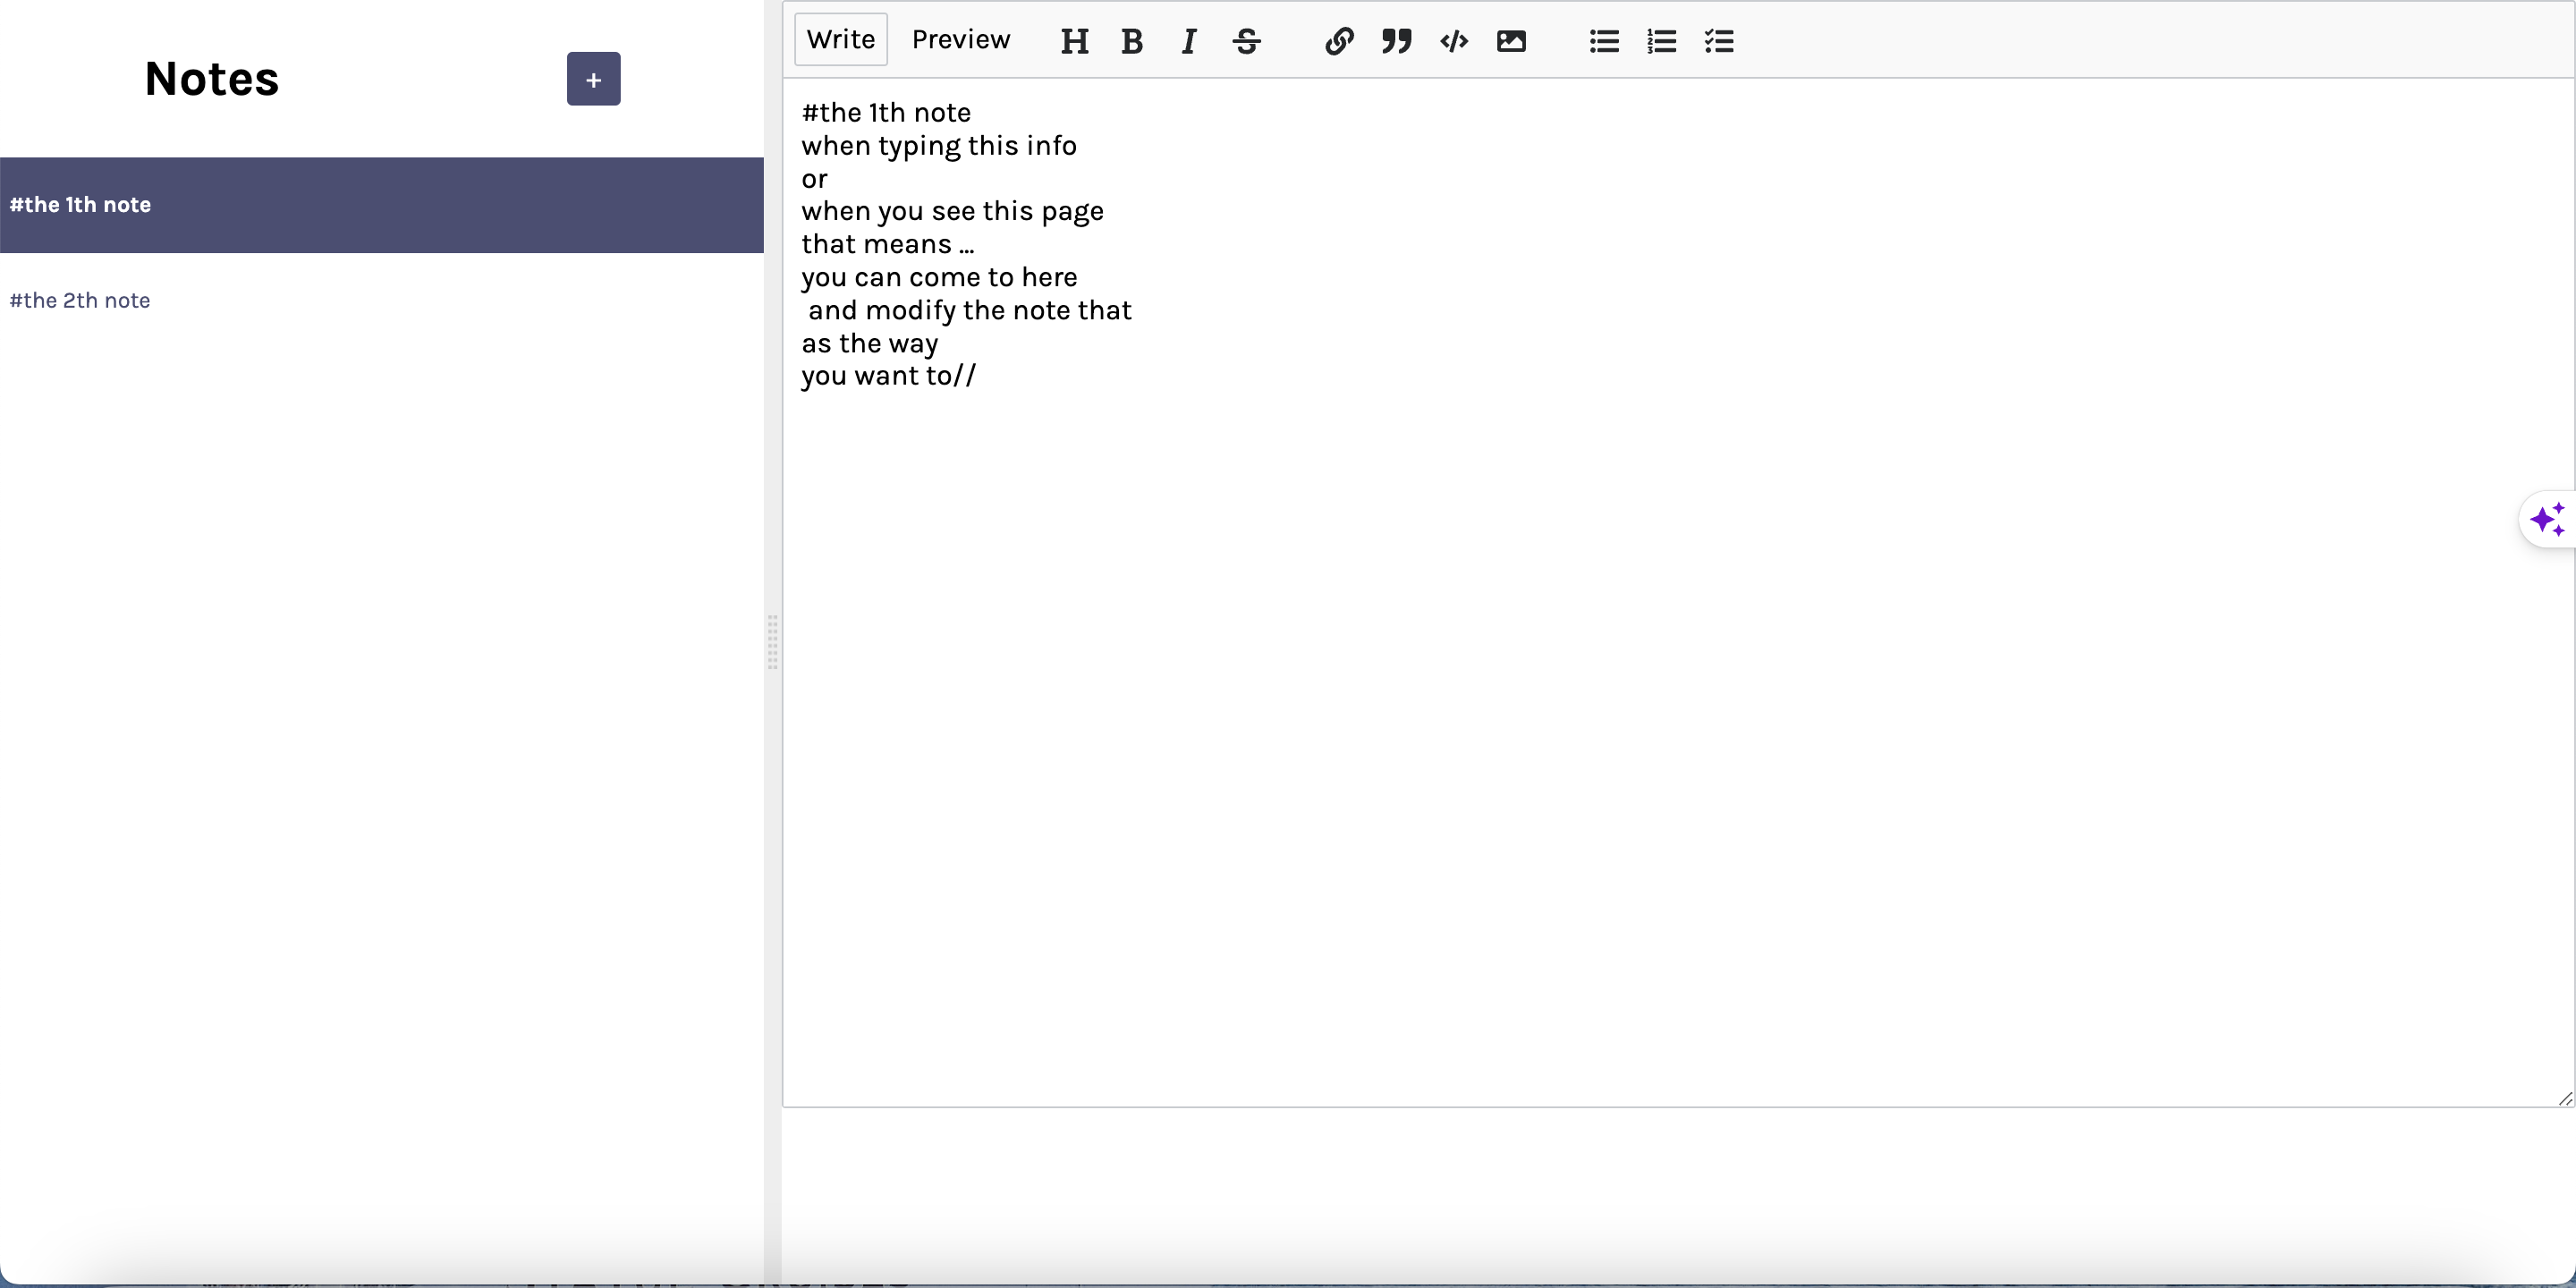 Notes
+
#the 1th note
#the 2th note
Write Preview H B I S
#the 1th note
when typing this info
or
when you see this page
that means ...
you can come to here
 and modify the note that
as the way
you want to//